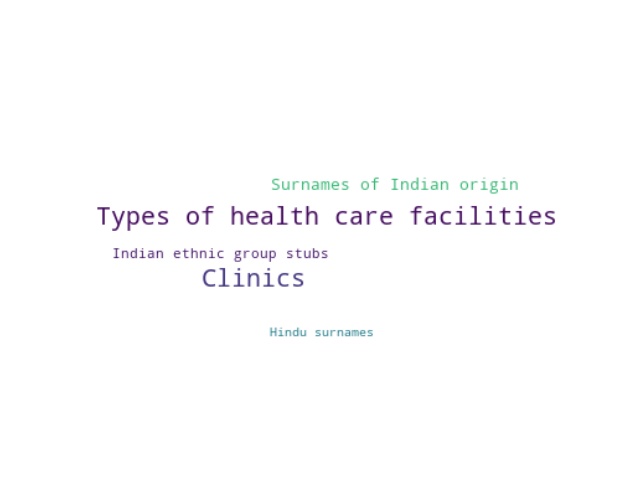 Surnames of Indian origin
Types of health care facilities
Indian ethnic group stubs
Clinics
Hindu surnames